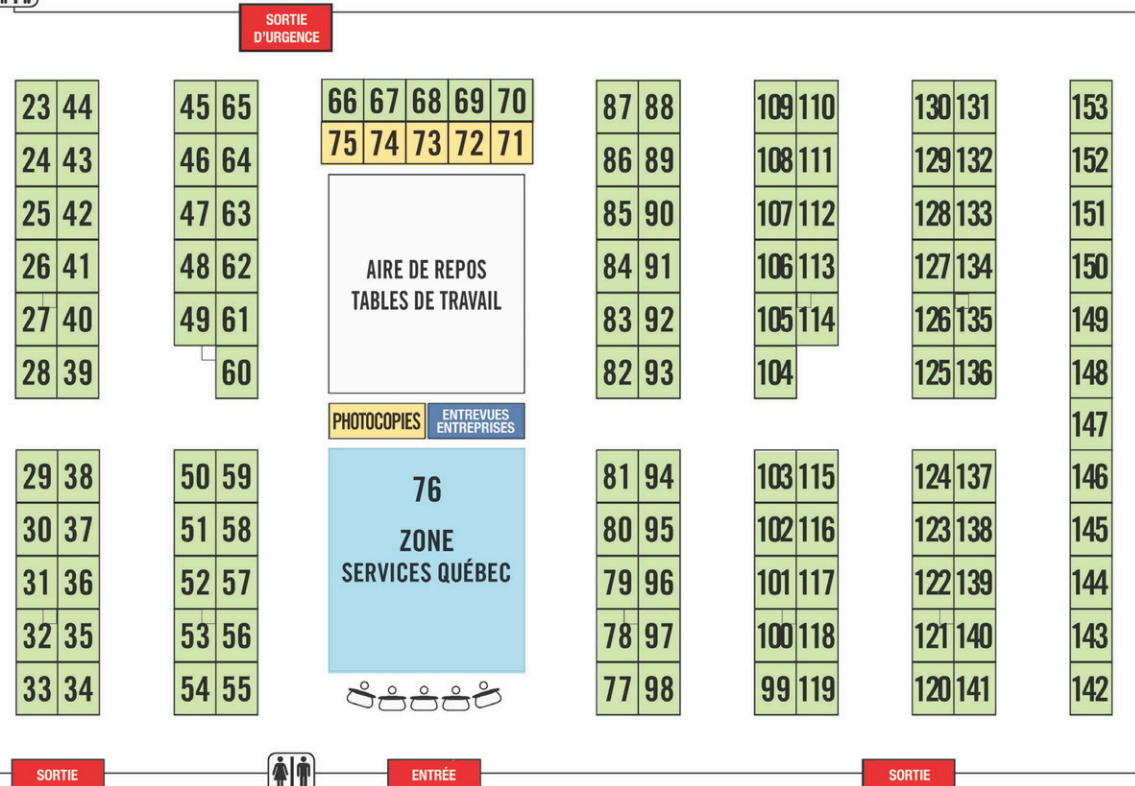 SORTIE
D'URGENCE
23 44 45 65 66 67 68 69 70 87 88 109 110 130 131 153
75 74 73 72 71
24 43 46 64 86 89 108 111 129 132 152
25 42 47 63 85 90 107 112 128 133 151
26 41 48 62 84 91 106 113 127 134 150
AIRE DE REPOS
TABLES DE TRAVAIL
27 40 49 61 83 92 105 114 126 135 149
28 39 60 82 93 104 125 136 148
PHOTOCOPIES
ENTREVUES
ENTREPRISES
147
29 38 50 59 81 94 103 115 124 137 146
76
ZONE
SERVICES QUÉBEC
30 37 51 58 80 95 102 116 123 138 145
31 36 52 57 79 96 101 117 122 139 144
32 35 53 56 78 97 100 118 121 140 143
33 34 54 55 77 98 99 119 120 141 142
SORTIE
ENTRÉE
SORTIE